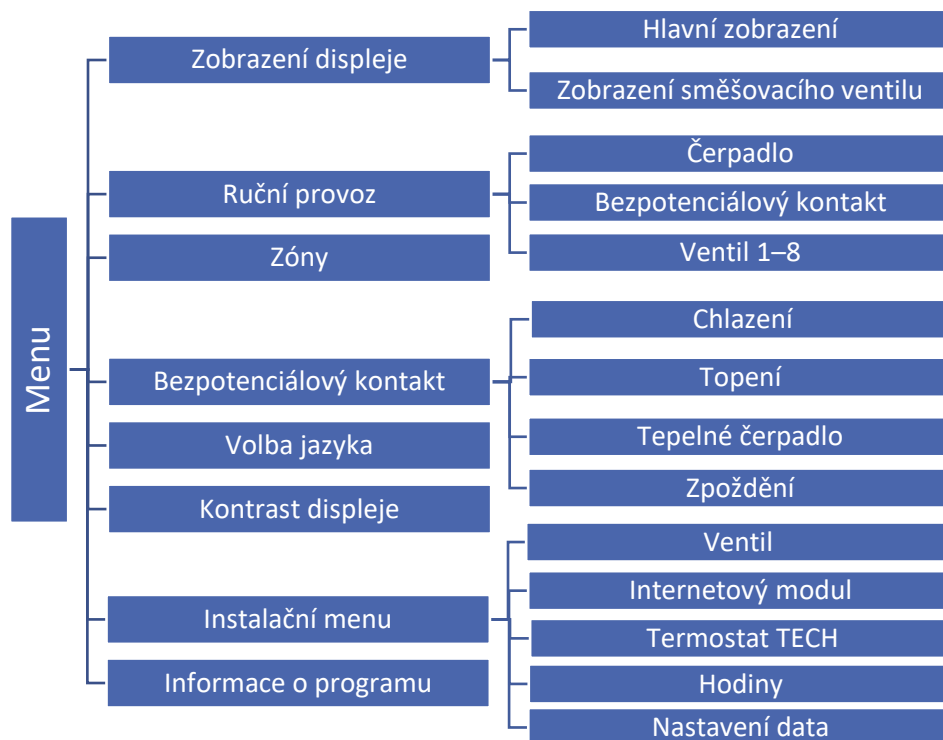 Menu
Zobrazení displeje
Hlavní zobrazení
Zobrazení směšovacího ventilu
Ruční provoz
Čerpadlo
Bezpotenciálový kontakt
Ventil 1–8
Zóny
Bezpotenciálový kontakt
Chlazení
Topení
Tepelné čerpadlo
Zpoždění
Volba jazyka
Kontrast displeje
Instalační menu
Ventil
Internetový modul
Termostat TECH
Hodiny
Nastavení data
Informace o programu